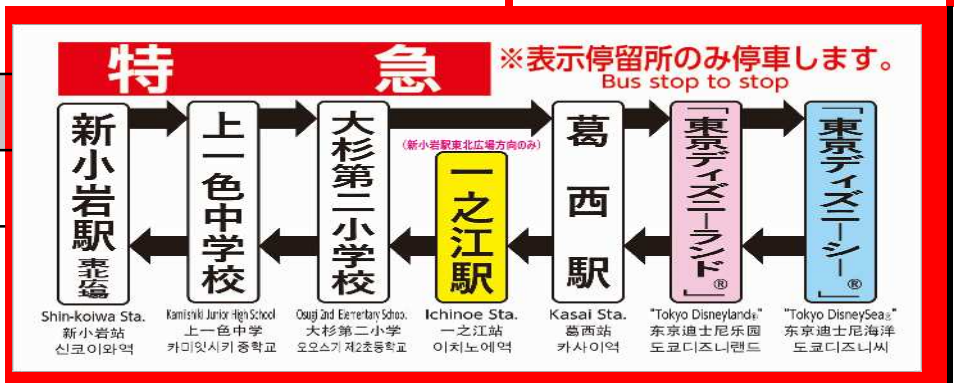 特急
※表示停留所のみ停車します。
Bus stop to stop
新小岩駅 東北広場
上一色中学校
大杉第二小学校
(新小岩駅東北広場方向のみ)
一之江駅
葛西駅
「東京ディズニーランド®」
「東京ディズニーシー®」
Shin-koiwa Sta.
新小岩站
신코이와역
Kamiishiki Junior High School
上一色中学
카미잇시키 중학교
Osugi 2nd Elementary School
大杉第二小学
오오스기 제2초등학교
Ichinoe Sta.
一之江站
이치노에역
Kasai Sta.
葛西站
카사이역
"Tokyo Disneyland®"
东京迪士尼乐园
도쿄디즈니랜드
"Tokyo DisneySea®"
东京迪士尼海洋
도쿄디즈니씨